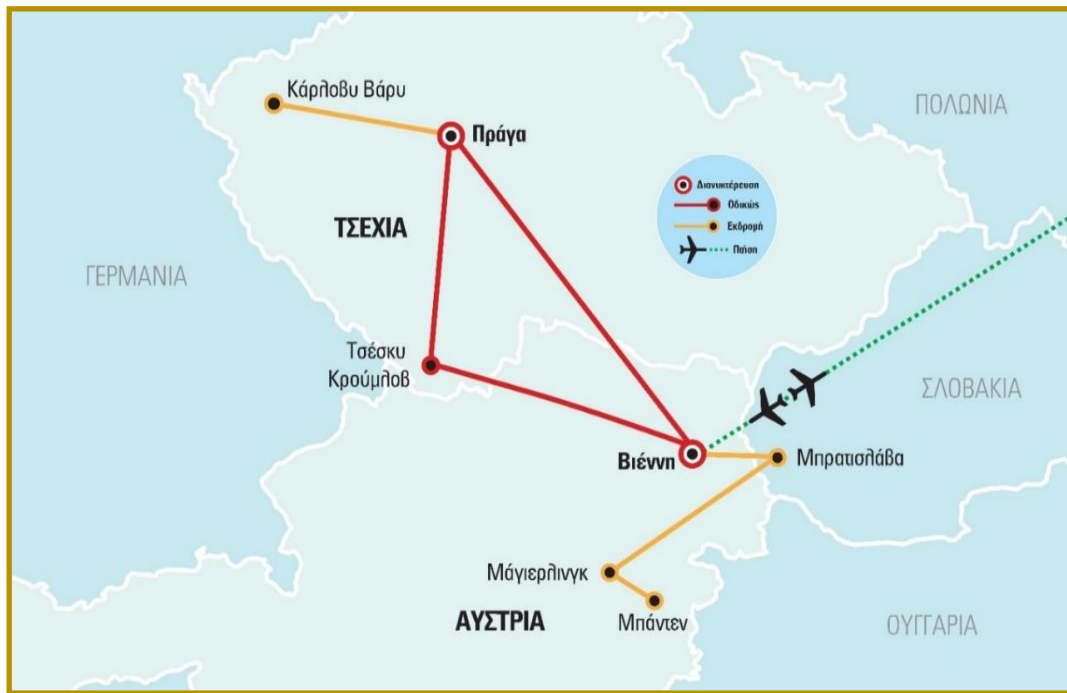 Κάρλοβυ Βάρυ
ΠΟΛΩΝΙΑ
Πράγα
Διανυκτέρευση
Οδικώς
Εκδρομή
Πτήση
ΤΣΕΧΙΑ
ΓΕΡΜΑΝΙΑ
Τσέσκυ
Κρούμλοβ
ΣΛΟΒΑΚΙΑ
Βιέννη
Μπρατισλάβα
Μάγιερλινγκ
Μπάντεν
ΑΥΣΤΡΙΑ
ΟΥΓΓΑΡΙΑ